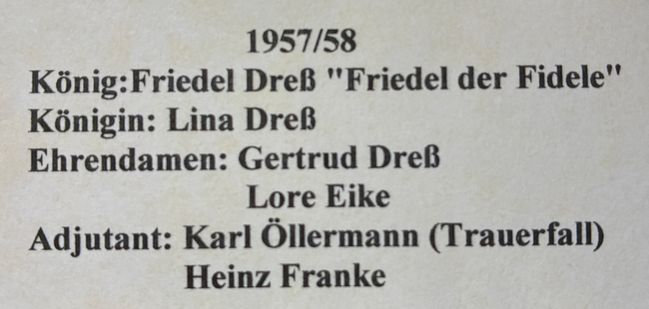 1957/58
König:Friedel Dreß "Friedel der Fidele"
Königin: Lina Dreß
Ehrendamen: Gertrud Dreß
Lore Eike
Adjutant: Karl Öllermann (Trauerfall)
Heinz Franke